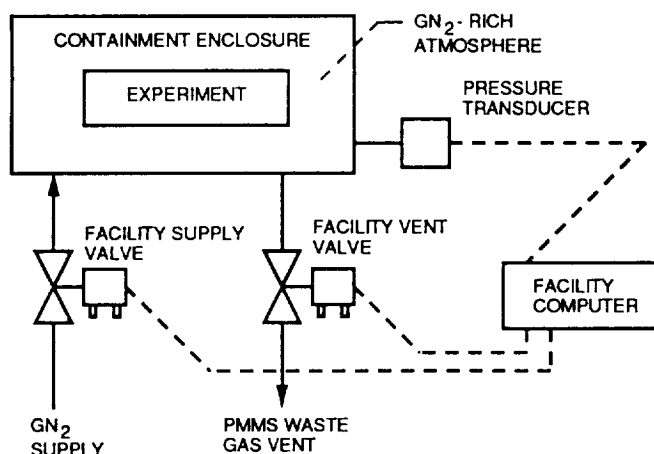 CONTAINMENT ENCLOSURE
EXPERIMENT
GN2- RICH
ATMOSPHERE
PRESSURE
TRANSDUCER
FACILITY SUPPLY
VALVE
FACILITY VENT
VALVE
FACILITY
COMPUTER
GN2
SUPPLY
PMMS WASTE
GAS VENT